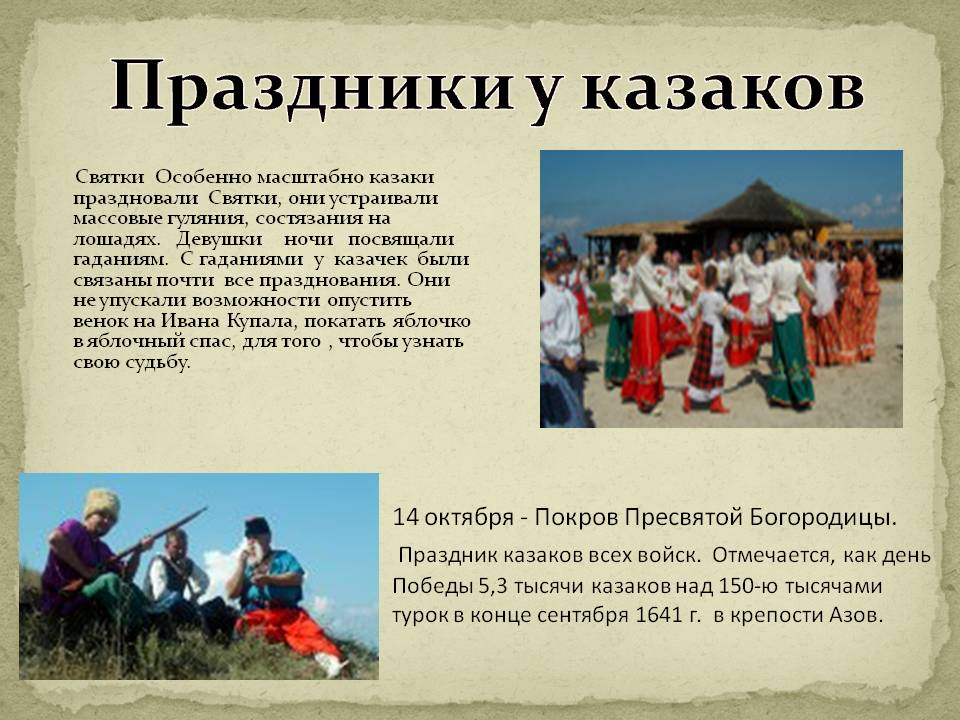 Праздники у казаков
Святки Особенно масштабно казаки
праздновали Святки, они устраивали
массовые гуляния, состязания на
лошадях. Девушки ночи посвящали
гаданиям. С гаданиями у казачек были
связаны почти все празднования. Они
не упускали возможности опустить
венок на Ивана Купала, покатать яблочко
в яблочный спас, для того , чтобы узнать
свою судьбу.
14 октября - Покров Пресвятой Богородицы.
Праздник казаков всех войск. Отмечается, как день
Победы 5,3 тысячи казаков над 150-ю тысячами
турок в конце сентября 1641 г. в крепости Азов.